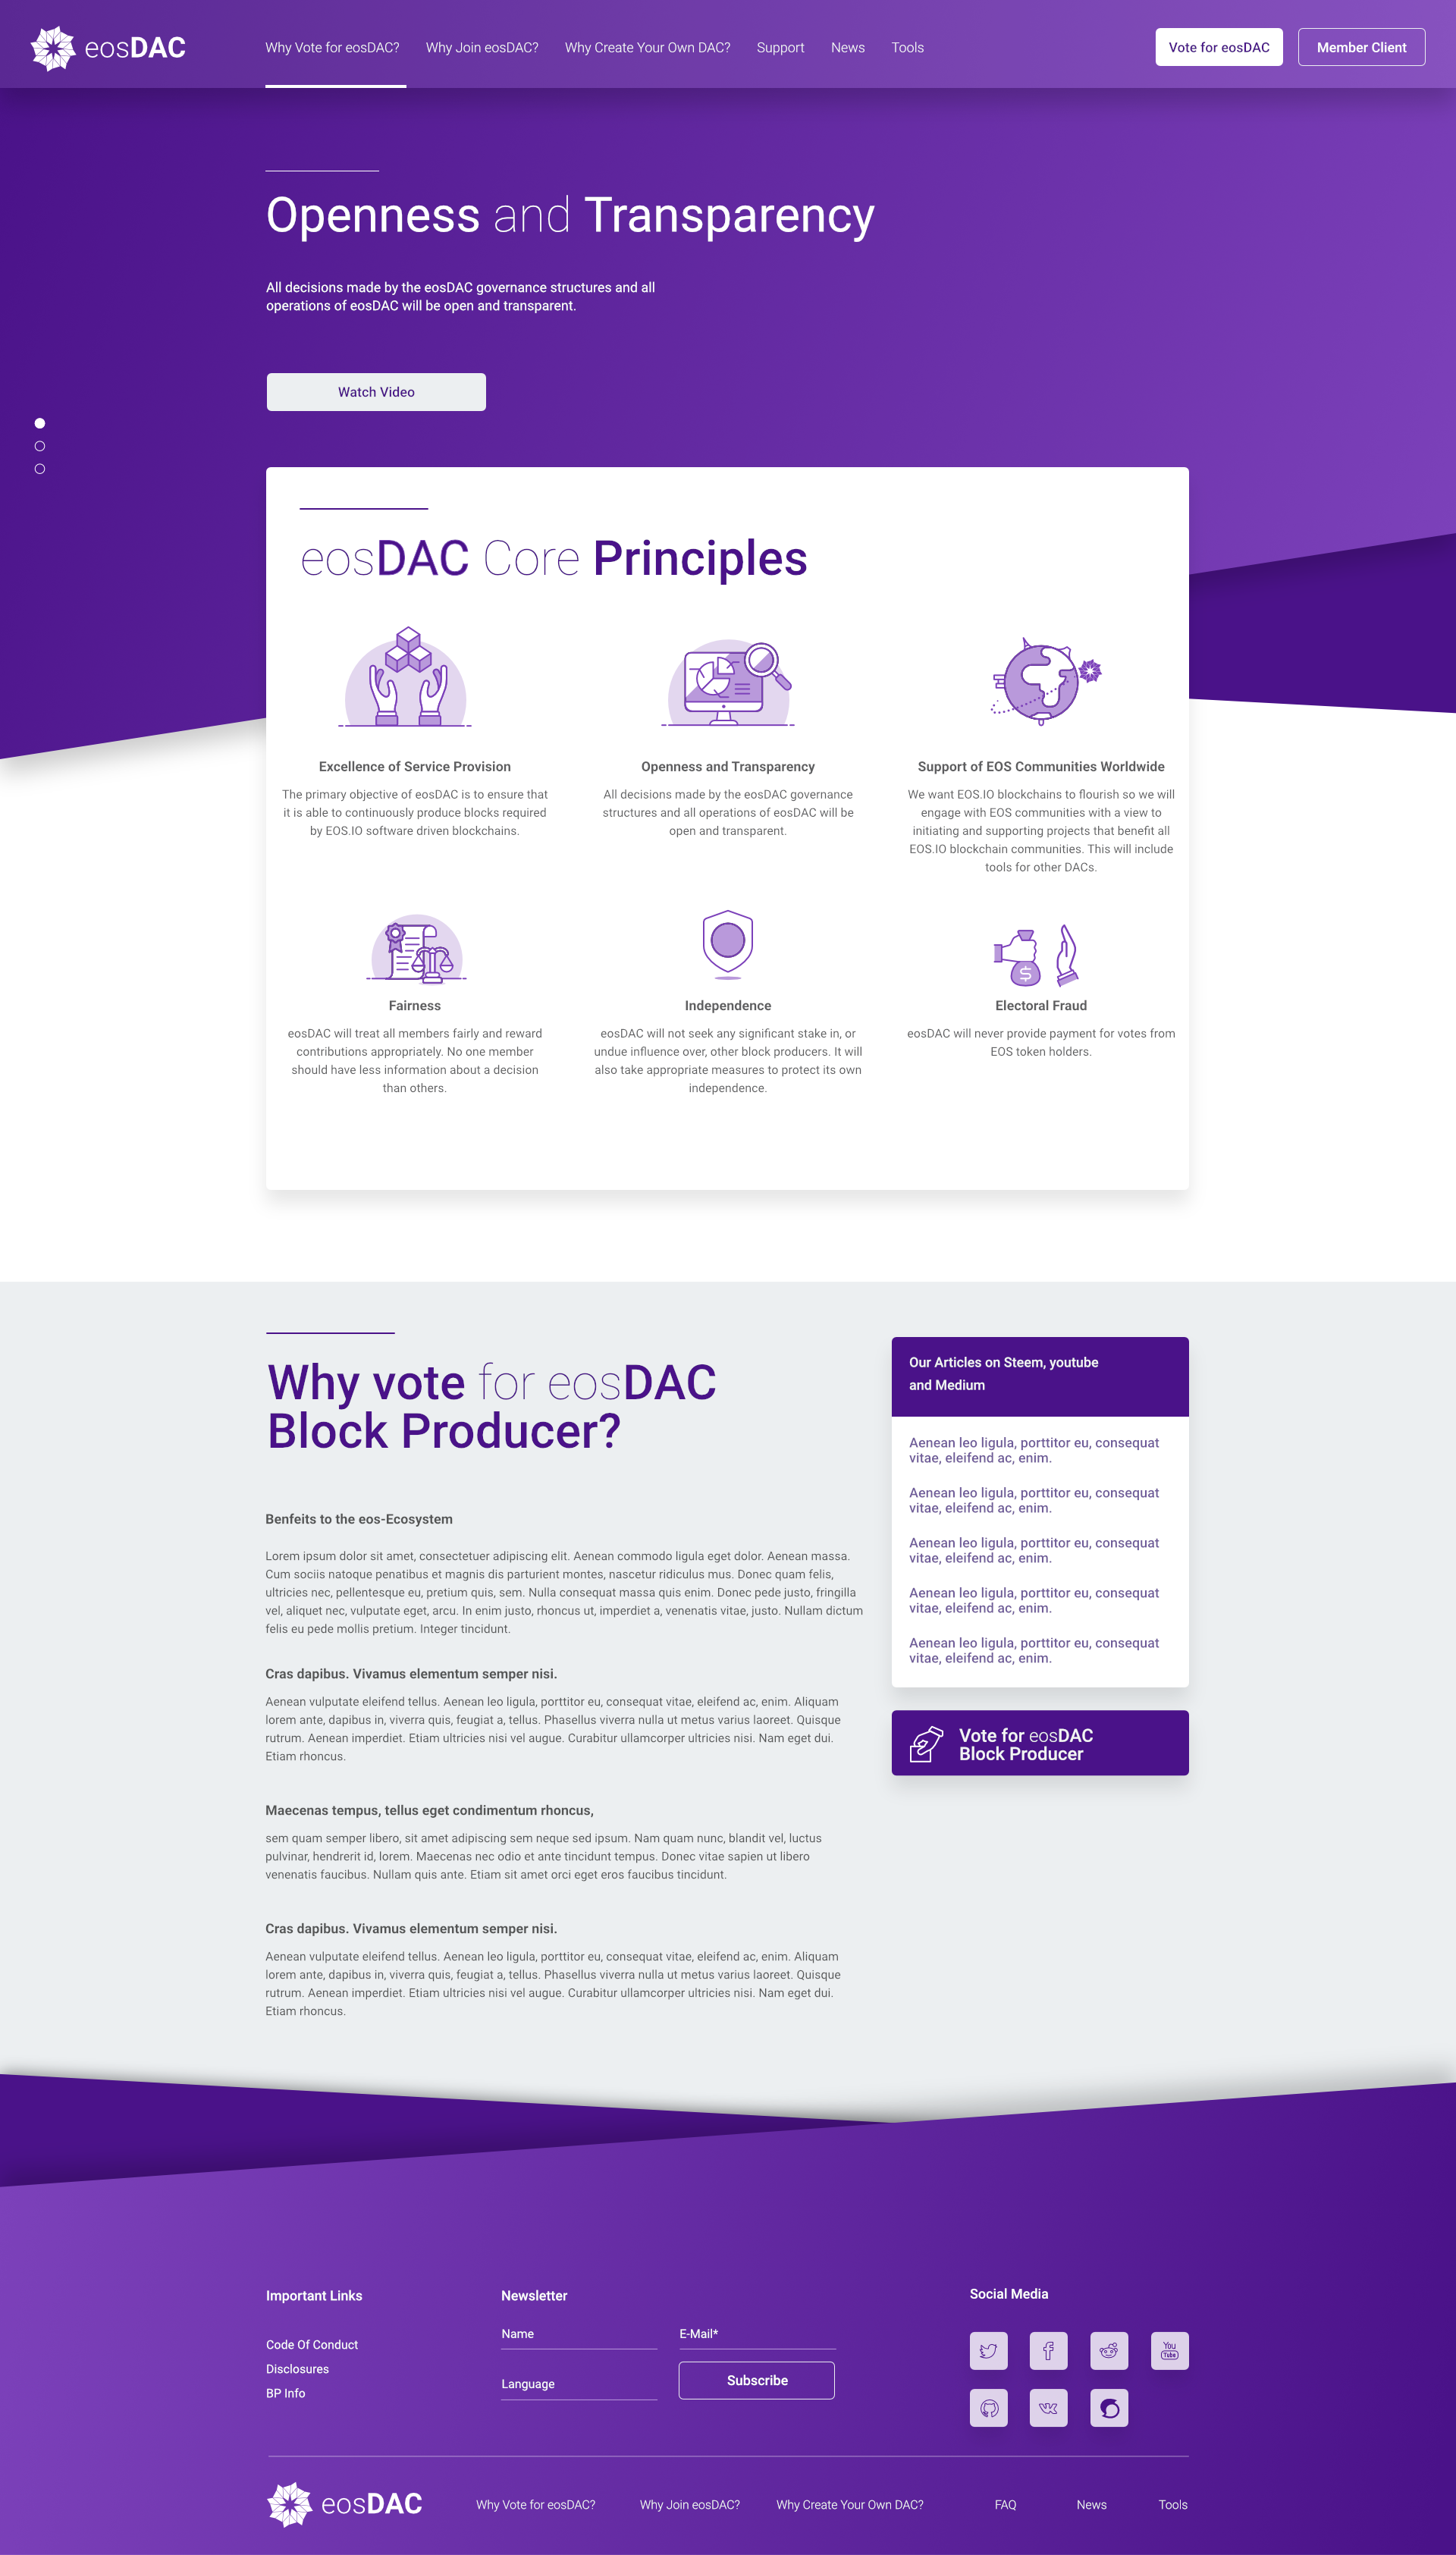 eosDAC
Why Vote for eosDAC?
Why Join eosDAC?
Why Create Your Own DAC?
Support
News
Tools
Vote for eosDAC
Member Client
Openness and Transparency
All decisions made by the eosDAC governance structures and all
operations of eosDAC will be open and transparent.
Watch Video
eosDAC Core Principles
Excellence of Service Provision
The primary objective of eosDAC is to ensure that
it is able to continuously produce blocks required
by EOS.IO software driven blockchains.
Openness and Transparency
All decisions made by the eosDAC governance
structures and all operations of eosDAC will be
open and transparent.
Support of EOS Communities Worldwide
We want EOS.IO blockchains to flourish so we will
engage with EOS communities with a view to
initiating and supporting projects that benefit all
EOS.IO blockchain communities. This will include
tools for other DACs.
Fairness
eosDAC will treat all members fairly and reward
contributions appropriately. No one member
should have less information about a decision
than others.
Independence
eosDAC will not seek any significant stake in, or
undue influence over, other block producers. It will
also take appropriate measures to protect its own
independence.
$
Electoral Fraud
eosDAC will never provide payment for votes from
EOS token holders.
Why vote for eosDAC
Block Producer?
Benfeits to the eos-Ecosystem
Lorem ipsum dolor sit amet, consectetuer adipiscing elit. Aenean commodo ligula eget dolor. Aenean massa.
Cum sociis natoque penatibus et magnis dis parturient montes, nascetur ridiculus mus. Donec quam felis,
ultricies nec, pellentesque eu, pretium quis, sem. Nulla consequat massa quis enim. Donec pede justo, fringilla
vel, aliquet nec, vulputate eget, arcu. In enim justo, rhoncus ut, imperdiet a, venenatis vitae, justo. Nullam dictum
felis eu pede mollis pretium. Integer tincidunt.
Cras dapibus. Vivamus elementum semper nisi.
Aenean vulputate eleifend tellus. Aenean leo ligula, porttitor eu, consequat vitae, eleifend ac, enim. Aliquam
lorem ante, dapibus in, viverra quis, feugiat a, tellus. Phasellus viverra nulla ut metus varius laoreet. Quisque
rutrum. Aenean imperdiet. Etiam ultricies nisi vel augue. Curabitur ullamcorper ultricies nisi. Nam eget dui.
Etiam rhoncus.
Maecenas tempus, tellus eget condimentum rhoncus,
sem quam semper libero, sit amet adipiscing sem neque sed ipsum. Nam quam nunc, blandit vel, luctus
pulvinar, hendrerit id, lorem. Maecenas nec odio et ante tincidunt tempus. Donec vitae sapien ut libero
venenatis faucibus. Nullam quis ante. Etiam sit amet orci eget eros faucibus tincidunt.
Cras dapibus. Vivamus elementum semper nisi.
Aenean vulputate eleifend tellus. Aenean leo ligula, porttitor eu, consequat vitae, eleifend ac, enim. Aliquam
lorem ante, dapibus in, viverra quis, feugiat a, tellus. Phasellus viverra nulla ut metus varius laoreet. Quisque
rutrum. Aenean imperdiet. Etiam ultricies nisi vel augue. Curabitur ullamcorper ultricies nisi. Nam eget dui.
Etiam rhoncus.
Our Articles on Steem, youtube
and Medium
Aenean leo ligula, porttitor eu, consequat
vitae, eleifend ac, enim.
Aenean leo ligula, porttitor eu, consequat
vitae, eleifend ac, enim.
Aenean leo ligula, porttitor eu, consequat
vitae, eleifend ac, enim.
Aenean leo ligula, porttitor eu, consequat
vitae, eleifend ac, enim.
Aenean leo ligula, porttitor eu, consequat
vitae, eleifend ac, enim.
Vote for eosDAC
Block Producer
Important Links
Code Of Conduct
Disclosures
BP Info
Newsletter
Name
E-Mail*
Language
Subscribe
Social Media
You
Tube
eosDAC
Why Vote for eosDAC?
Why Join eosDAC?
Why Create Your Own DAC?
FAQ
News
Tools